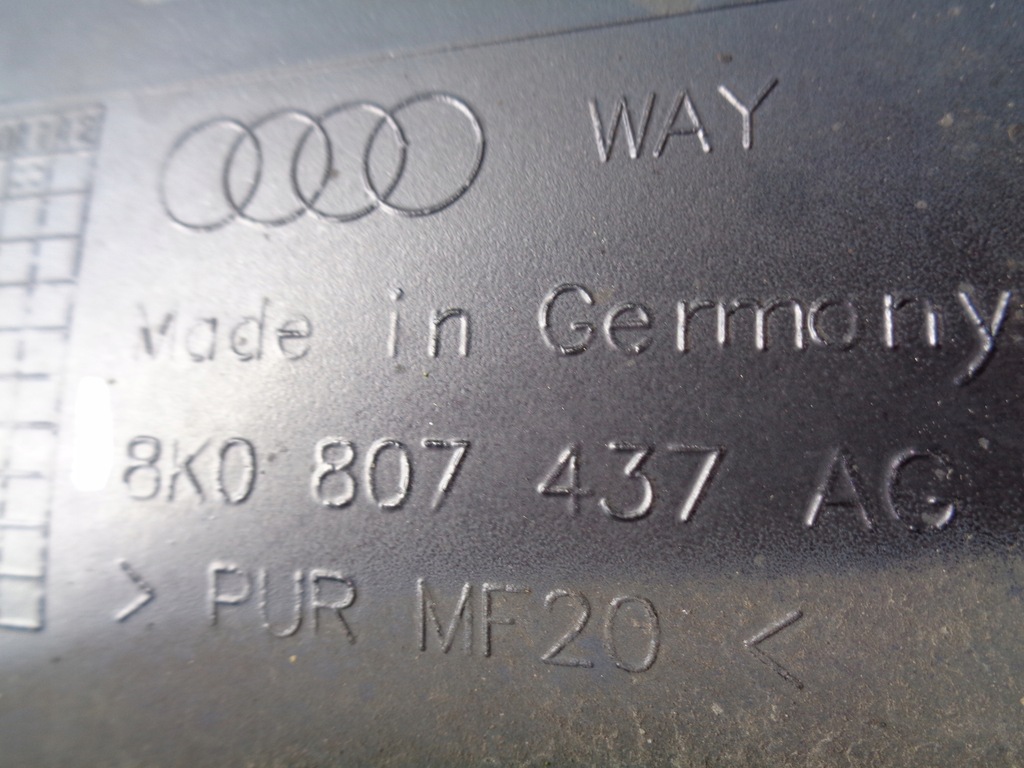 WAY
Made in Germany
8K0 807 437 AC
> PUR MF20 <